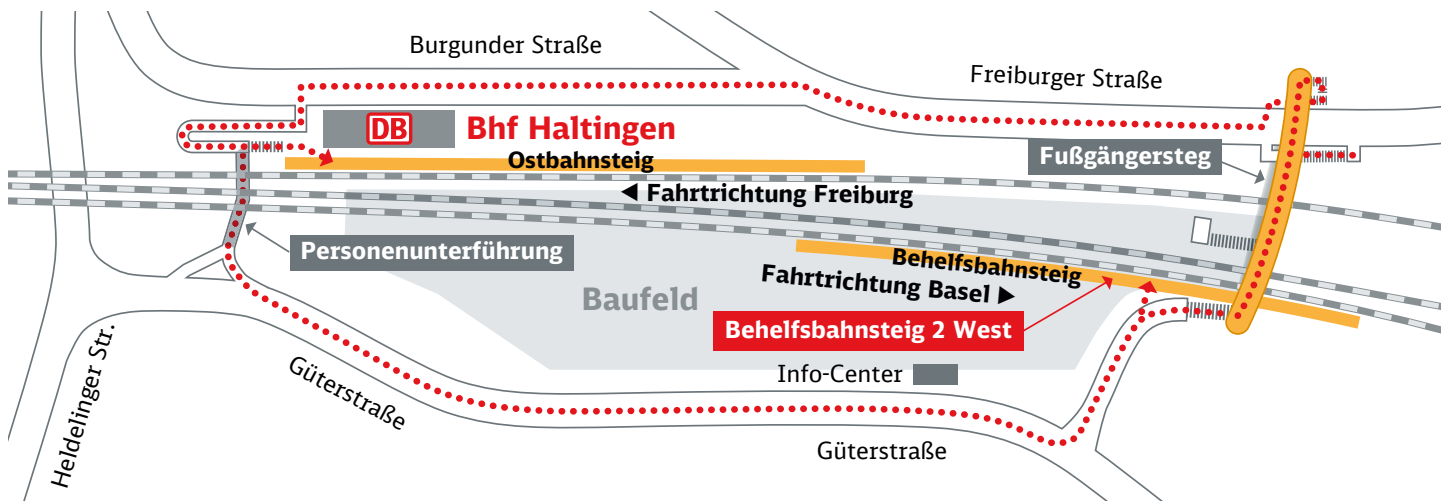 Burgunder Straße
Freiburger Straße
DB
Bhf Haltingen
Ostbahnsteig
Fußgängersteg
◄ Fahrtrichtung Freiburg
Personenunterführung
Behelfsbahnsteig
Fahrtrichtung Basel ►
Baufeld
Behelfsbahnsteig 2 West
Info-Center
Heldelinger Str.
Güterstraße
Güterstraße